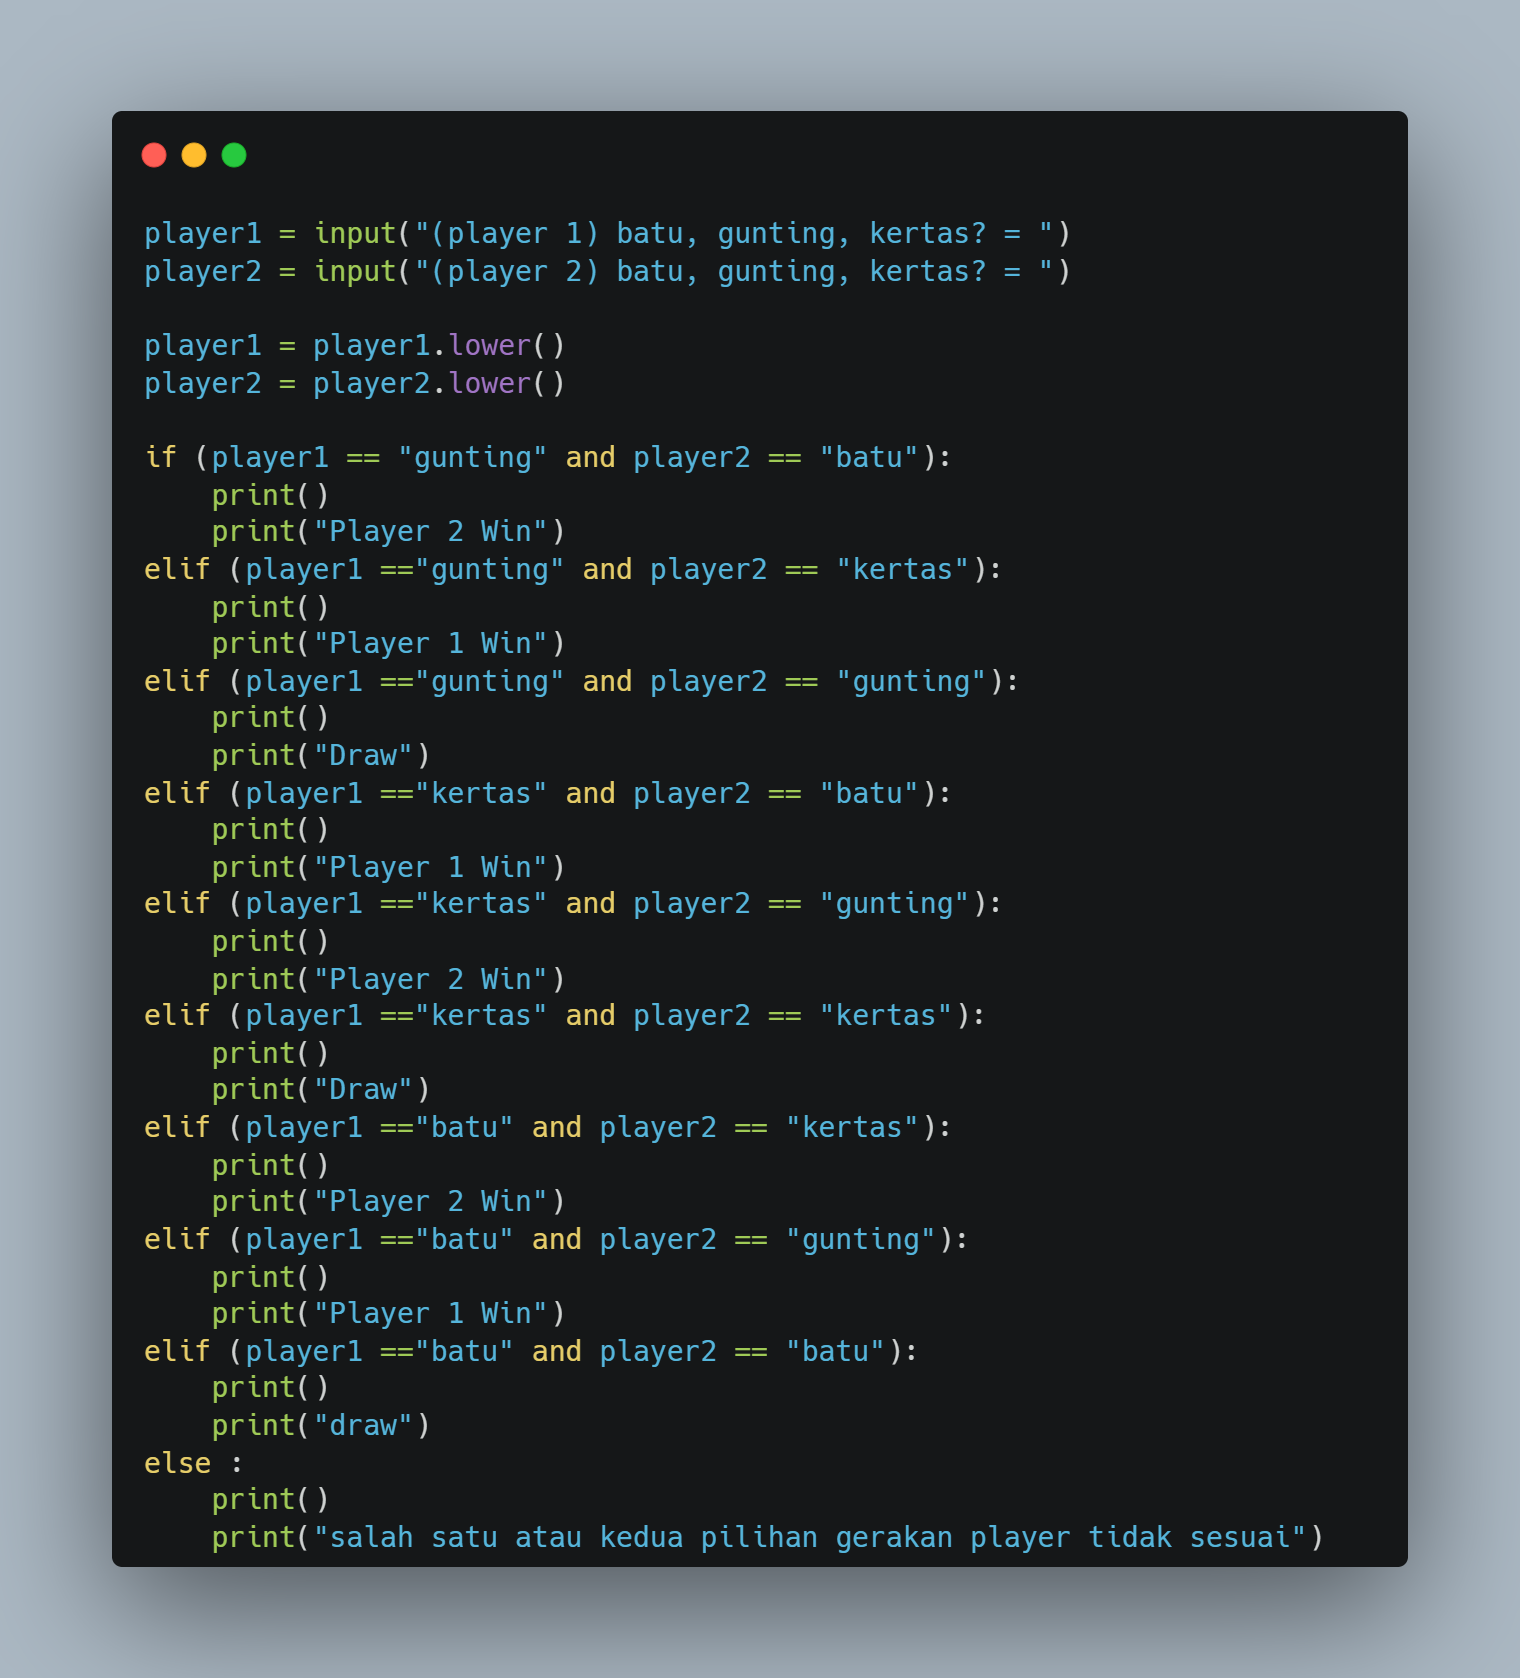 player1 = input("(player 1) batu, gunting, kertas? = ")
player2 = input("(player 2) batu, gunting, kertas? = ")

player1 = player1.lower()
player2 = player2.lower()

if (player1 == "gunting" and player2 == "batu"):
    print()
    print("Player 2 Win")
elif (player1 =="gunting" and player2 == "kertas"):
    print()
    print("Player 1 Win")
elif (player1 =="gunting" and player2 == "gunting"):
    print()
    print("Draw")
elif (player1 =="kertas" and player2 == "batu"):
    print()
    print("Player 1 Win")
elif (player1 =="kertas" and player2 == "gunting"):
    print()
    print("Player 2 Win")
elif (player1 =="kertas" and player2 == "kertas"):
    print()
    print("Draw")
elif (player1 =="batu" and player2 == "kertas"):
    print()
    print("Player 2 Win")
elif (player1 =="batu" and player2 == "gunting"):
    print()
    print("Player 1 Win")
elif (player1 =="batu" and player2 == "batu"):
    print()
    print("draw")
else :
    print()
    print("salah satu atau kedua pilihan gerakan player tidak sesuai")